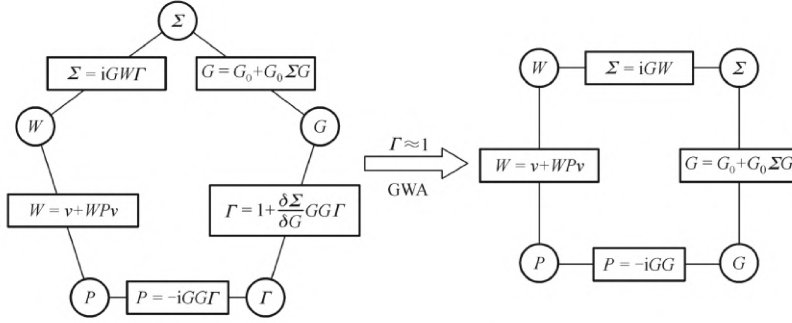 Σ
Σ = iGWΓ
G = G₀+G₀ΣG
W
G
W = v+WPv
Γ = 1+δΣ/δG GGΓ
P
P = −iGGΓ
Γ
Γ≈1
GWA
W
Σ = iGW
Σ
W = v+WPv
G = G₀+G₀ΣG
P
P = −iGG
G